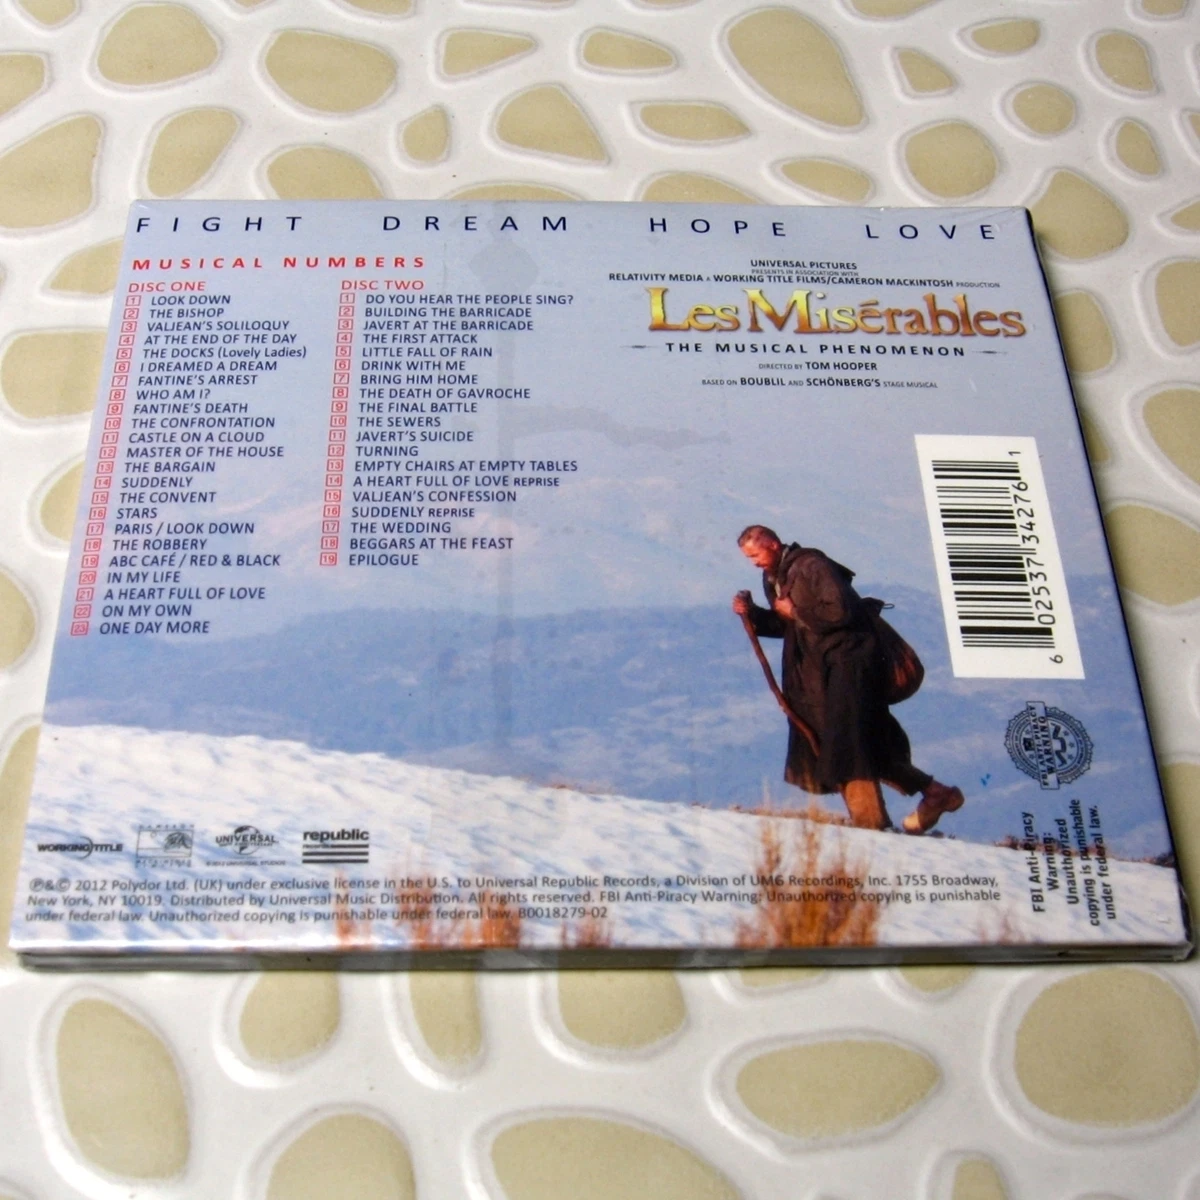 FIGHT DREAM HOPE LOVE
MUSICAL NUMBERS
DISC ONE
1 LOOK DOWN
2 THE BISHOP
3 VALJEAN'S SOLILOQUY
4 AT THE END OF THE DAY
5 THE DOCKS (Lovely Ladies)
6 I DREAMED A DREAM
7 FANTINE'S ARREST
8 WHO AM I?
9 FANTINE'S DEATH
10 THE CONFRONTATION
11 CASTLE ON A CLOUD
12 MASTER OF THE HOUSE
13 THE BARGAIN
14 SUDDENLY
15 THE CONVENT
16 STARS
17 PARIS / LOOK DOWN
18 THE ROBBERY
19 ABC CAFÉ / RED & BLACK
20 IN MY LIFE
21 A HEART FULL OF LOVE
22 ON MY OWN
23 ONE DAY MORE
DISC TWO
1 DO YOU HEAR THE PEOPLE SING?
2 BUILDING THE BARRICADE
3 JAVERT AT THE BARRICADE
4 THE FIRST ATTACK
5 LITTLE FALL OF RAIN
6 DRINK WITH ME
7 BRING HIM HOME
8 THE DEATH OF GAVROCHE
9 THE FINAL BATTLE
10 THE SEWERS
11 JAVERT'S SUICIDE
12 TURNING
13 EMPTY CHAIRS AT EMPTY TABLES
14 A HEART FULL OF LOVE REPRISE
15 VALJEAN'S CONFESSION
16 SUDDENLY REPRISE
17 THE WEDDING
18 BEGGARS AT THE FEAST
19 EPILOGUE
UNIVERSAL PICTURES
PRESENTS IN ASSOCIATION WITH
RELATIVITY MEDIA & WORKING TITLE FILMS/CAMERON MACKINTOSH PRODUCTION
Les Misérables
THE MUSICAL PHENOMENON
DIRECTED BY TOM HOOPER
BASED ON BOUBLIL AND SCHÖNBERG'S STAGE MUSICAL
6 02537 34276 1
FBI ANTI-PIRACY WARNING
FBI Anti-Piracy
Warning:
Unauthorized
copying is punishable
under federal law.
WORKING TITLE
UNIVERSAL
republic
℗&© 2012 Polydor Ltd. (UK) under exclusive license in the U.S. to Universal Republic Records, a Division of UMG Recordings, Inc. 1755 Broadway,
New York, NY 10019. Distributed by Universal Music Distribution. All rights reserved. FBI Anti-Piracy Warning: Unauthorized copying is punishable
under federal law. Unauthorized copying is punishable under federal law. B0018279-02